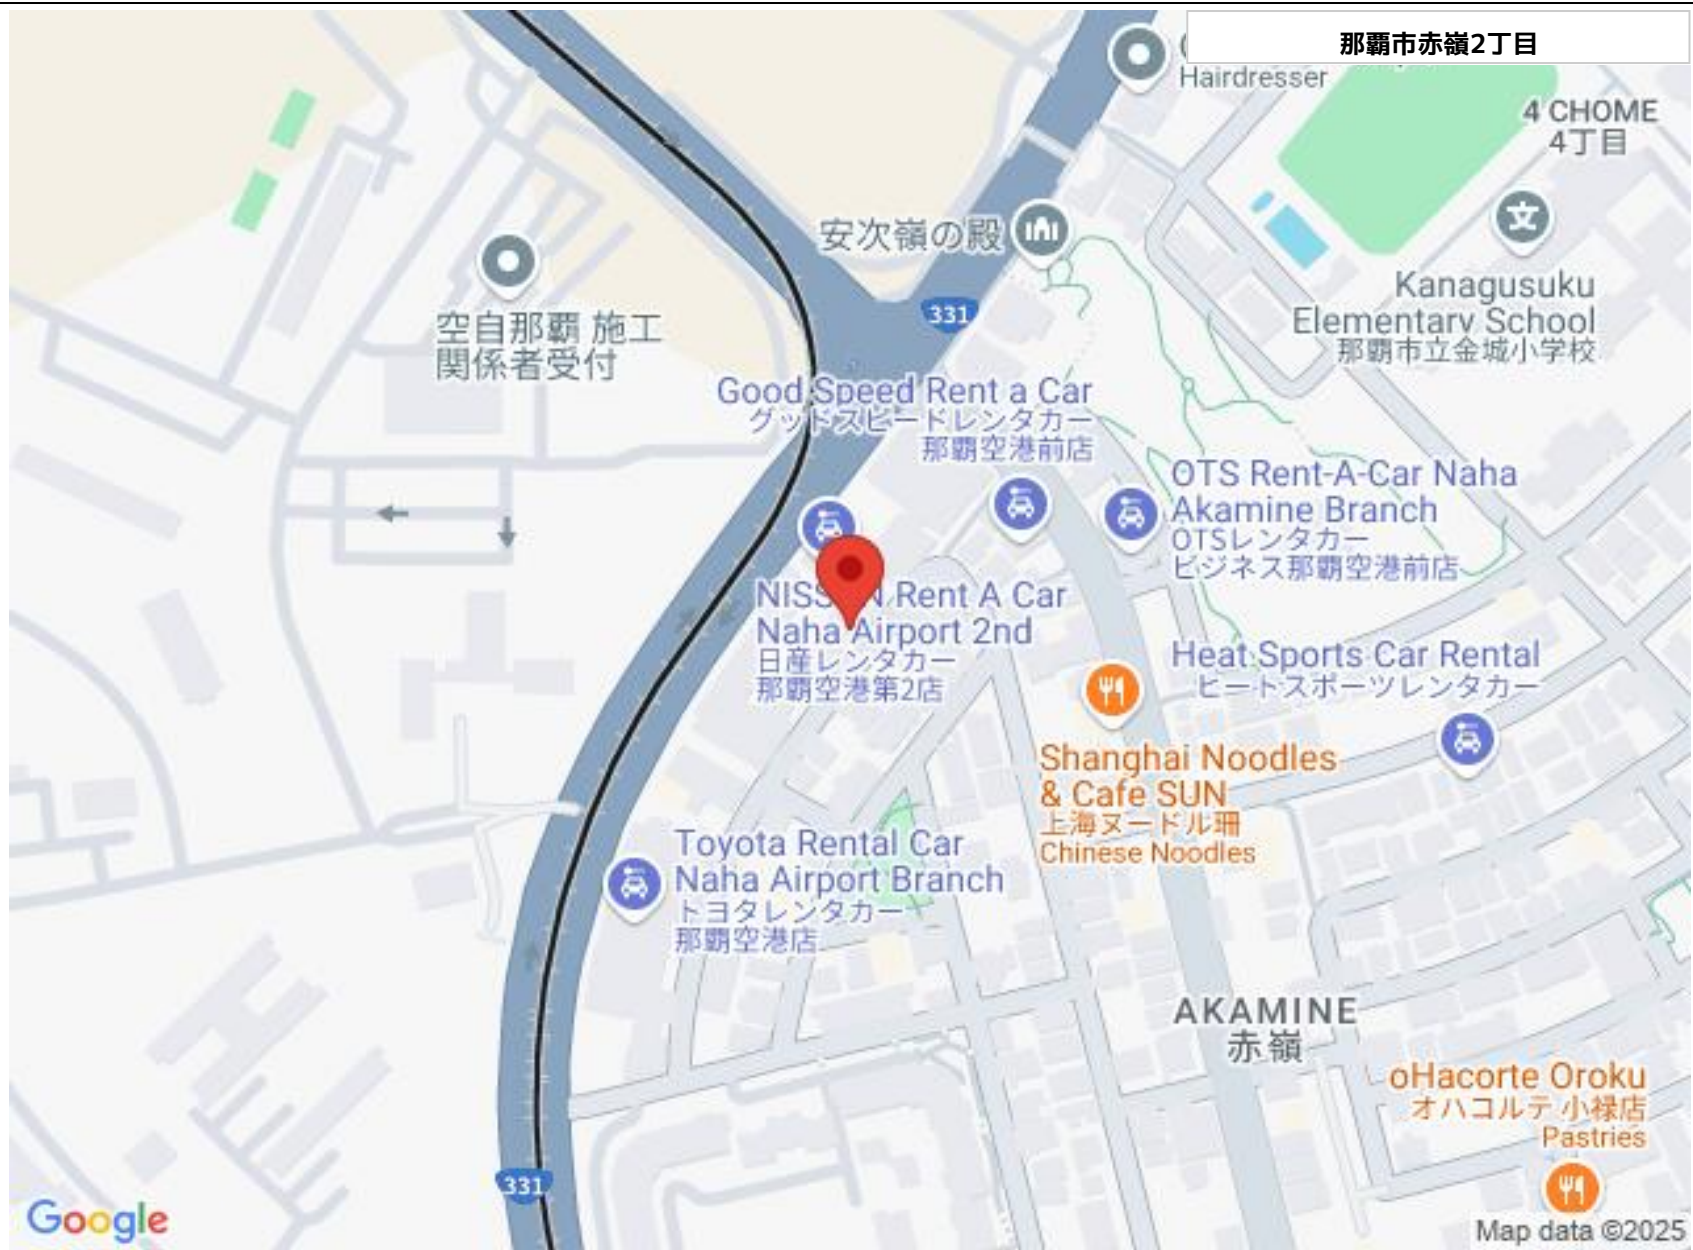 那覇市赤嶺2丁目
Hairdresser
4 CHOME
4丁目
安次嶺の殿
Kanagusuku
Elementary School
那覇市立金城小学校
331
空自那覇 施工
関係者受付
Good Speed Rent a Car
グッドスピードレンタカー
那覇空港前店
OTS Rent-A-Car Naha
Akamine Branch
OTSレンタカー
ビジネス那覇空港前店
NISSAN Rent A Car
Naha Airport 2nd
日産レンタカー
那覇空港第2店
Heat Sports Car Rental
ヒートスポーツレンタカー
Shanghai Noodles
& Cafe SUN
上海ヌードル珊
Chinese Noodles
Toyota Rental Car
Naha Airport Branch
トヨタレンタカー
那覇空港店
AKAMINE
赤嶺
oHacorte Oroku
オハコルテ 小禄店
Pastries
331
Google
Map data ©2025